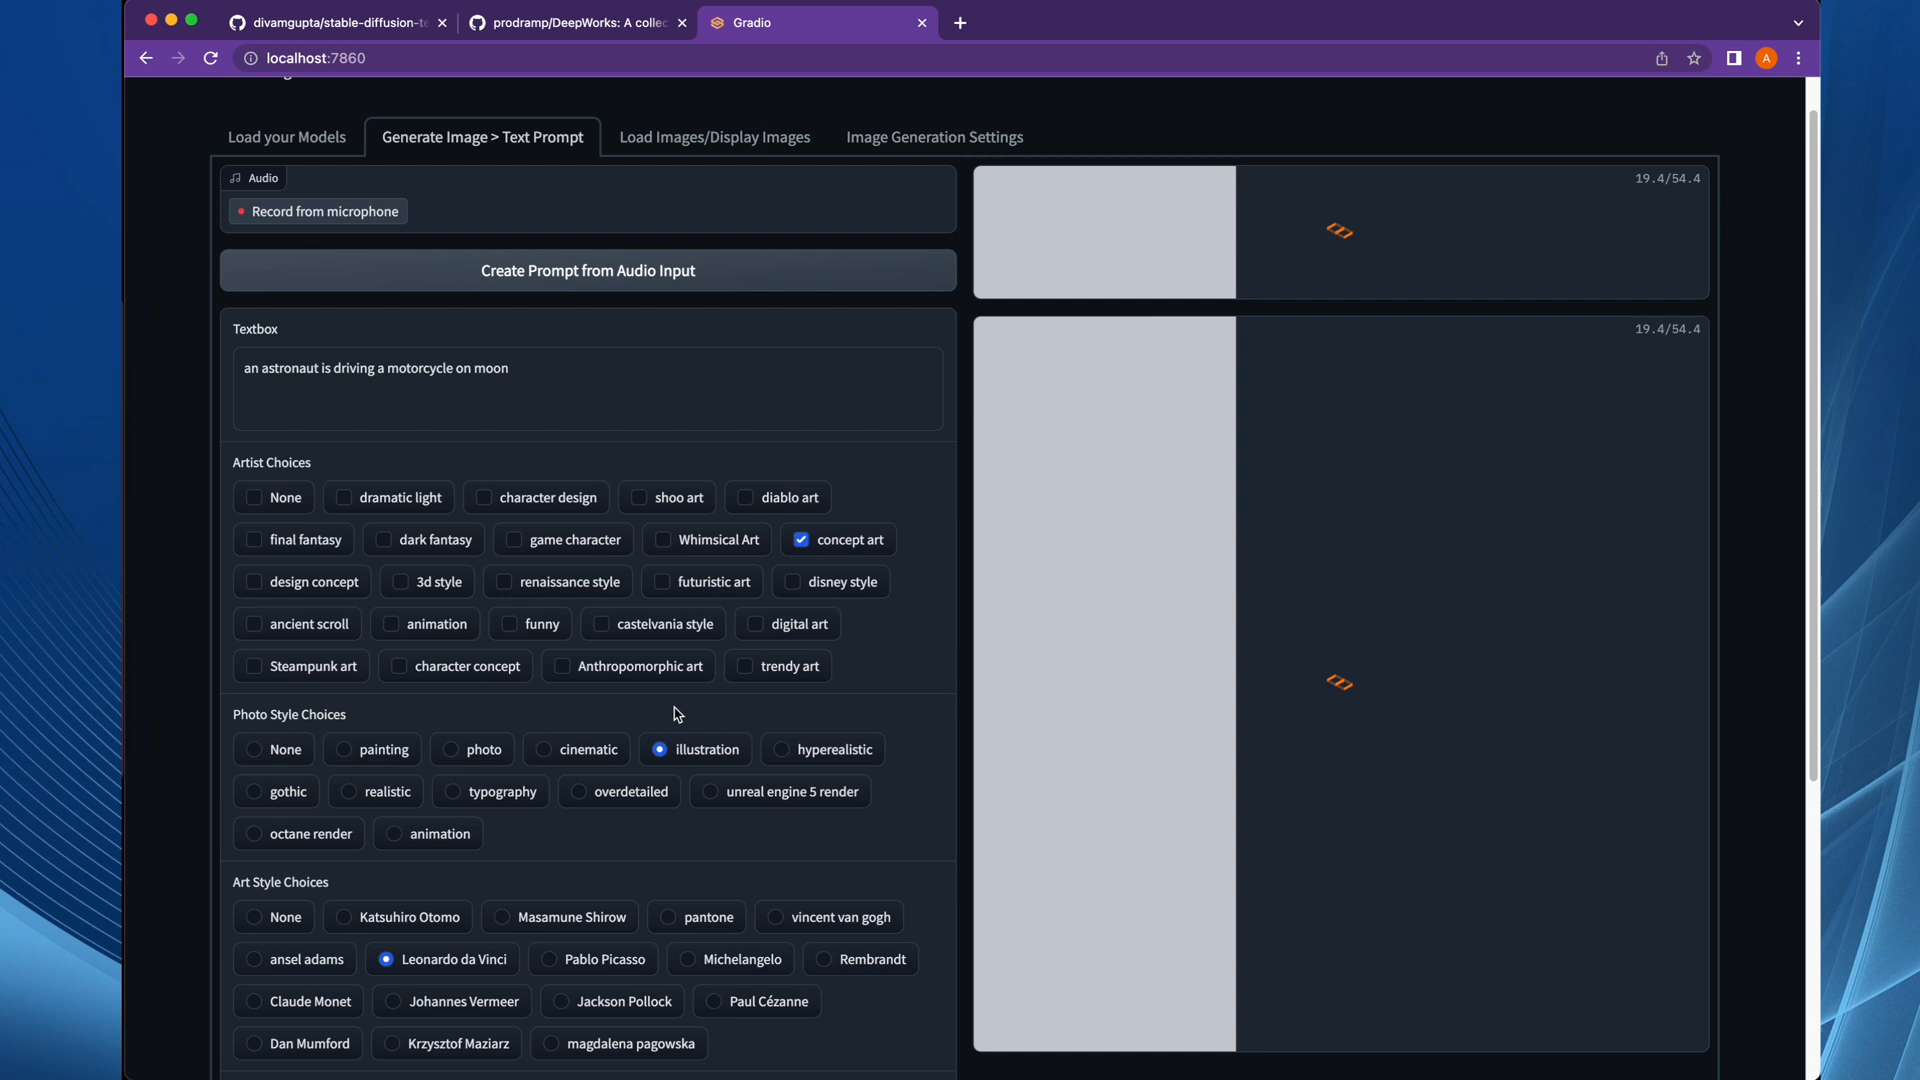 divamgupta/stable-diffusion-te
prodramp/DeepWorks: A collec
Gradio
localhost:7860
A
Load your Models
Generate Image > Text Prompt
Load Images/Display Images
Image Generation Settings
Audio
Record from microphone
Create Prompt from Audio Input
Textbox
an astronaut is driving a motorcycle on moon
Artist Choices
None dramatic light character design shoo art diablo art
final fantasy dark fantasy game character Whimsical Art concept art
design concept 3d style renaissance style futuristic art disney style
ancient scroll animation funny castelvania style digital art
Steampunk art character concept Anthropomorphic art trendy art
Photo Style Choices
None painting photo cinematic illustration hyperealistic
gothic realistic typography overdetailed unreal engine 5 render
octane render animation
Art Style Choices
None Katsuhiro Otomo Masamune Shirow pantone vincent van gogh
ansel adams Leonardo da Vinci Pablo Picasso Michelangelo Rembrandt
Claude Monet Johannes Vermeer Jackson Pollock Paul Cézanne
Dan Mumford Krzysztof Maziarz magdalena pagowska
19.4/54.4
19.4/54.4